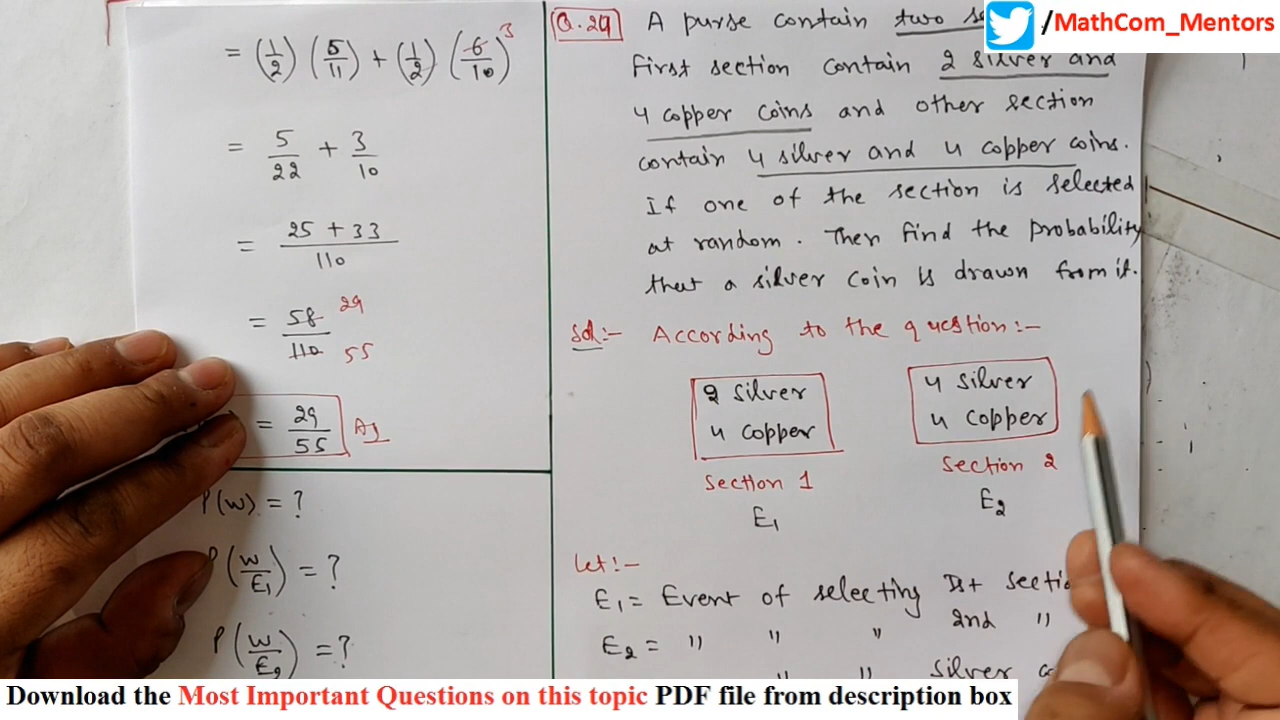 = (1/2) (5/11) + (1/2) (6/10) 3
= 5/22 + 3/10
= 25 + 33 / 110
= 58/110 29 55
= 29/55 Ay
P(W) = ?
P(W/E₁) = ?
P(W/E₂) = ?
Q.29 A purse contain two
/MathCom_Mentors
First section contain 2 silver and
4 copper coins and other section
contain 4 silver and 4 copper coins.
If one of the section is selected
at random. Then find the probability
that a silver coin is drawn from it.
Sol:- According to the question:-
2 silver
4 copper
Section 1
E₁
4 silver
4 copper
Section 2
E₂
let:-
E₁ = Event of selecting Ist
E₂ = " " " 2nd "
" " silver
Download the Most Important Questions on this topic PDF file from description box